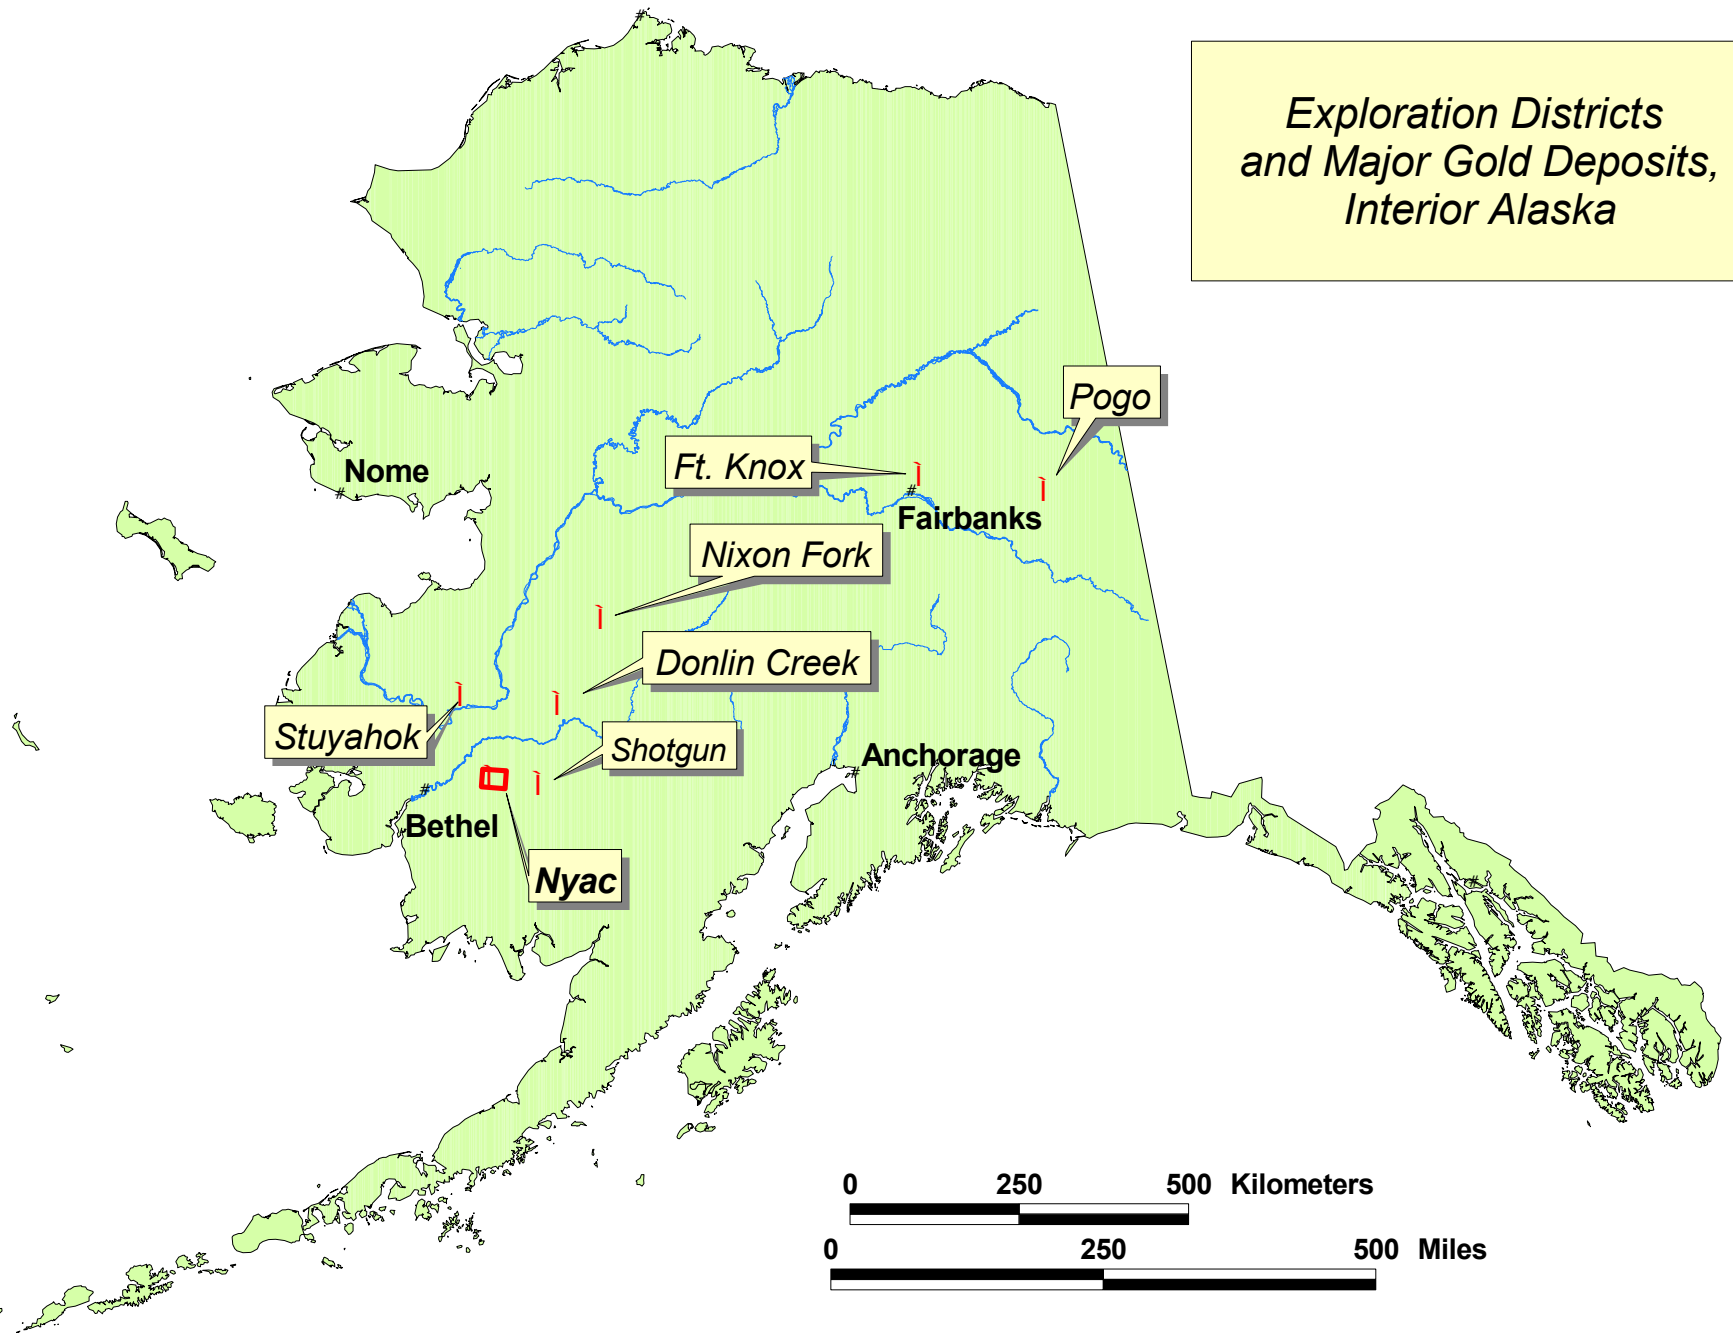 Exploration Districts
and Major Gold Deposits,
Interior Alaska
Pogo
Ft. Knox
Nome
Fairbanks
Nixon Fork
Donlin Creek
Stuyahok
Shotgun
Anchorage
Bethel
Nyac
0 250 500 Kilometers
0 250 500 Miles